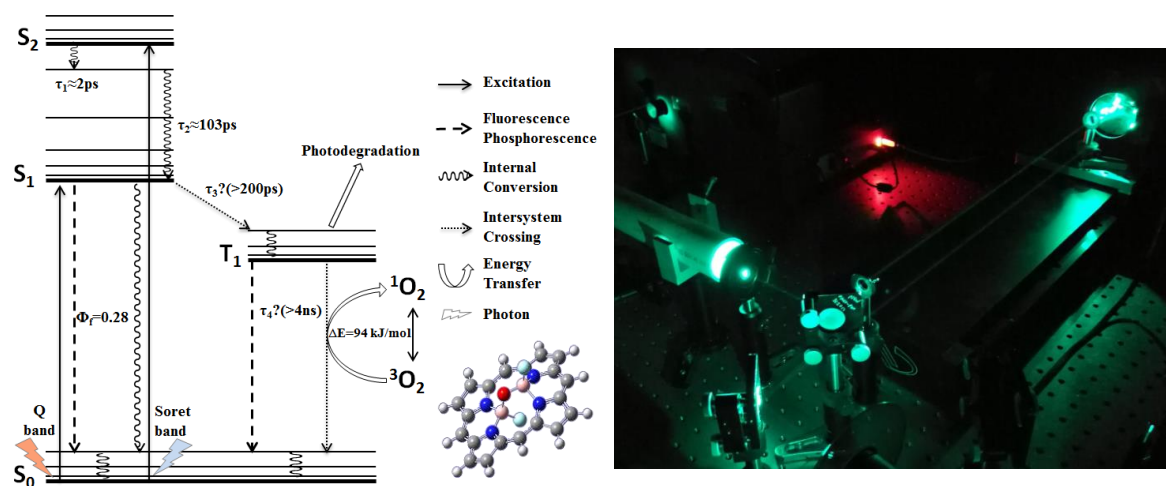 S2
τ1≈2ps
τ2≈103ps
S1
τ3?(>200ps)
Photodegradation
T1
Φf=0.28
τ4?(>4ns)
1O2
ΔE=94 kJ/mol
3O2
Q
band
Soret
band
S0
Excitation
Fluorescence
Phosphorescence
Internal
Conversion
Intersystem
Crossing
Energy
Transfer
Photon